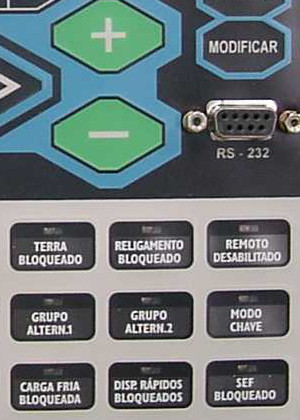 +
MODIFICAR
−
RS - 232
TERRA
BLOQUEADO
RELIGAMENTO
BLOQUEADO
REMOTO
DESABILITADO
GRUPO
ALTERN.1
GRUPO
ALTERN.2
MODO
CHAVE
CARGA FRIA
BLOQUEADA
DISP. RÁPIDOS
BLOQUEADOS
SEF
BLOQUEADO